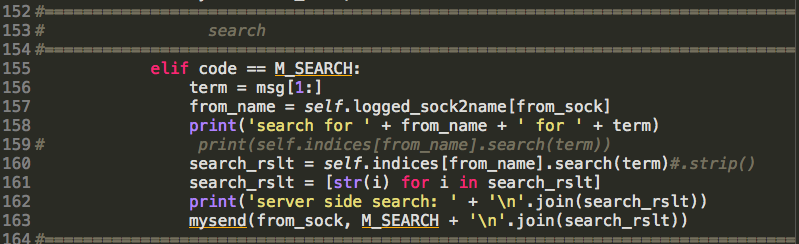 152 #==============================================================================
153 #                 search
154 #==============================================================================
155             elif code == M_SEARCH:
156                 term = msg[1:]
157                 from_name = self.logged_sock2name[from_sock]
158                 print('search for ' + from_name + ' for ' + term)
159 #                print(self.indices[from_name].search(term))
160                 search_rslt = self.indices[from_name].search(term)#.strip()
161                 search_rslt = [str(i) for i in search_rslt]
162                 print('server side search: ' + '\n'.join(search_rslt))
163                 mysend(from_sock, M_SEARCH + '\n'.join(search_rslt))
164 #==============================================================================